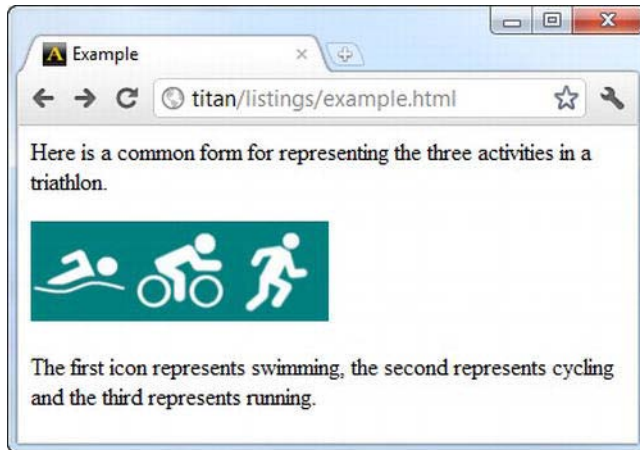 Example
titan/listings/example.html
Here is a common form for representing the three activities in a
triathlon.
The first icon represents swimming, the second represents cycling
and the third represents running.